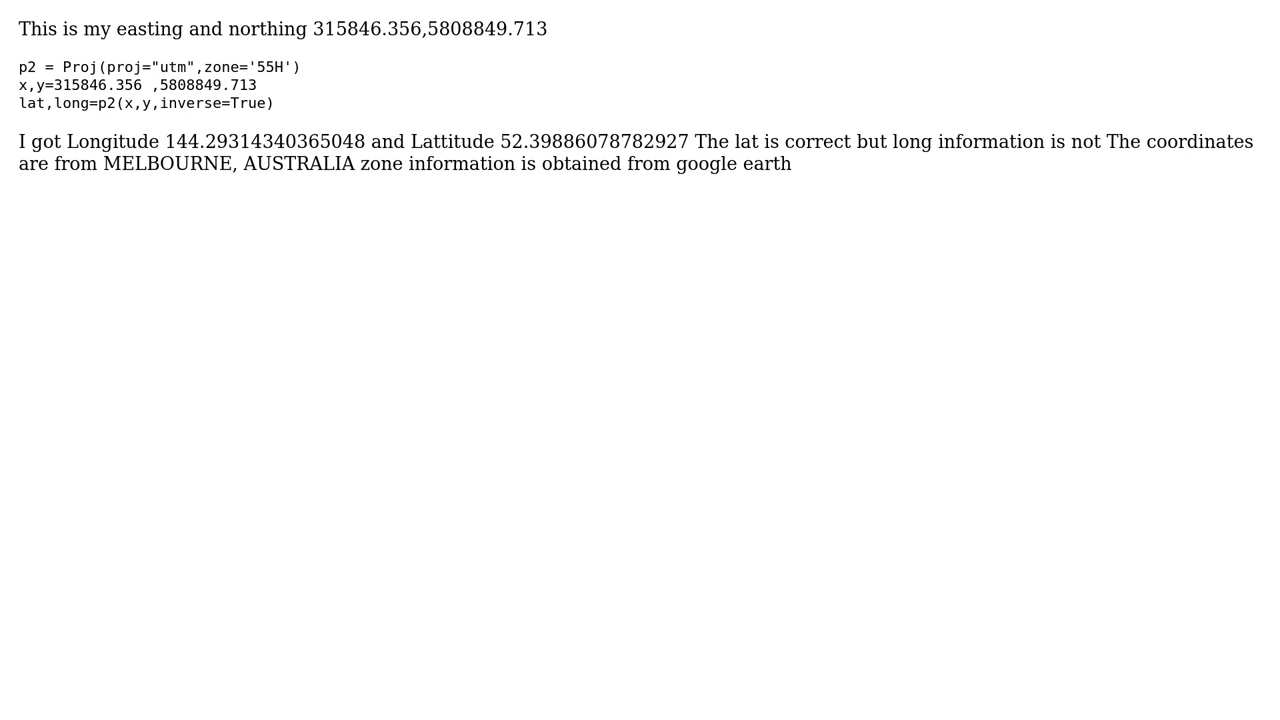 This is my easting and northing 315846.356,5808849.713
p2 = Proj(proj="utm",zone='55H')
x,y=315846.356 ,5808849.713
lat,long=p2(x,y,inverse=True)
I got Longitude 144.29314340365048 and Lattitude 52.39886078782927 The lat is correct but long information is not The coordinates
are from MELBOURNE, AUSTRALIA zone information is obtained from google earth